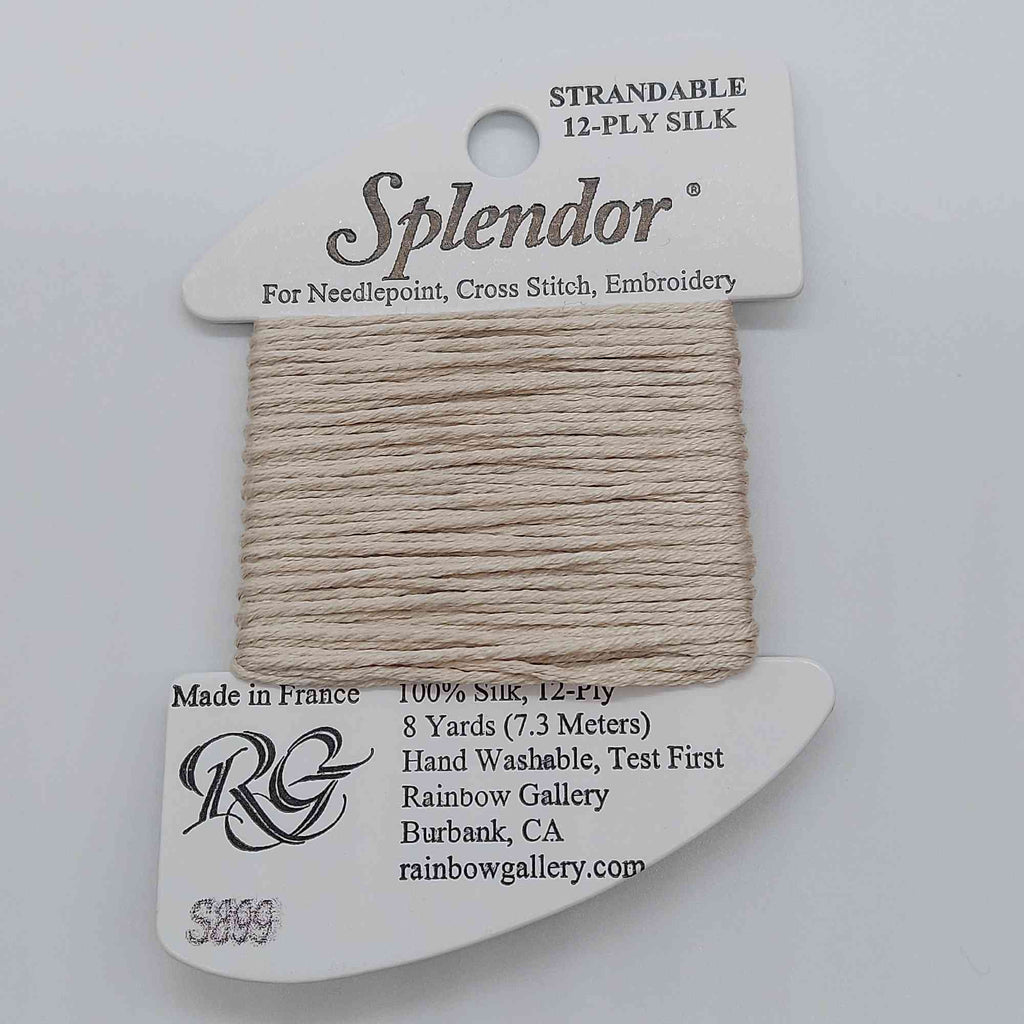 STRANDABLE
12-PLY SILK
Splendor®
For Needlepoint, Cross Stitch, Embroidery
Made in France
RG
100% Silk, 12-Ply
8 Yards (7.3 Meters)
Hand Washable, Test First
Rainbow Gallery
Burbank, CA
rainbowgallery.com